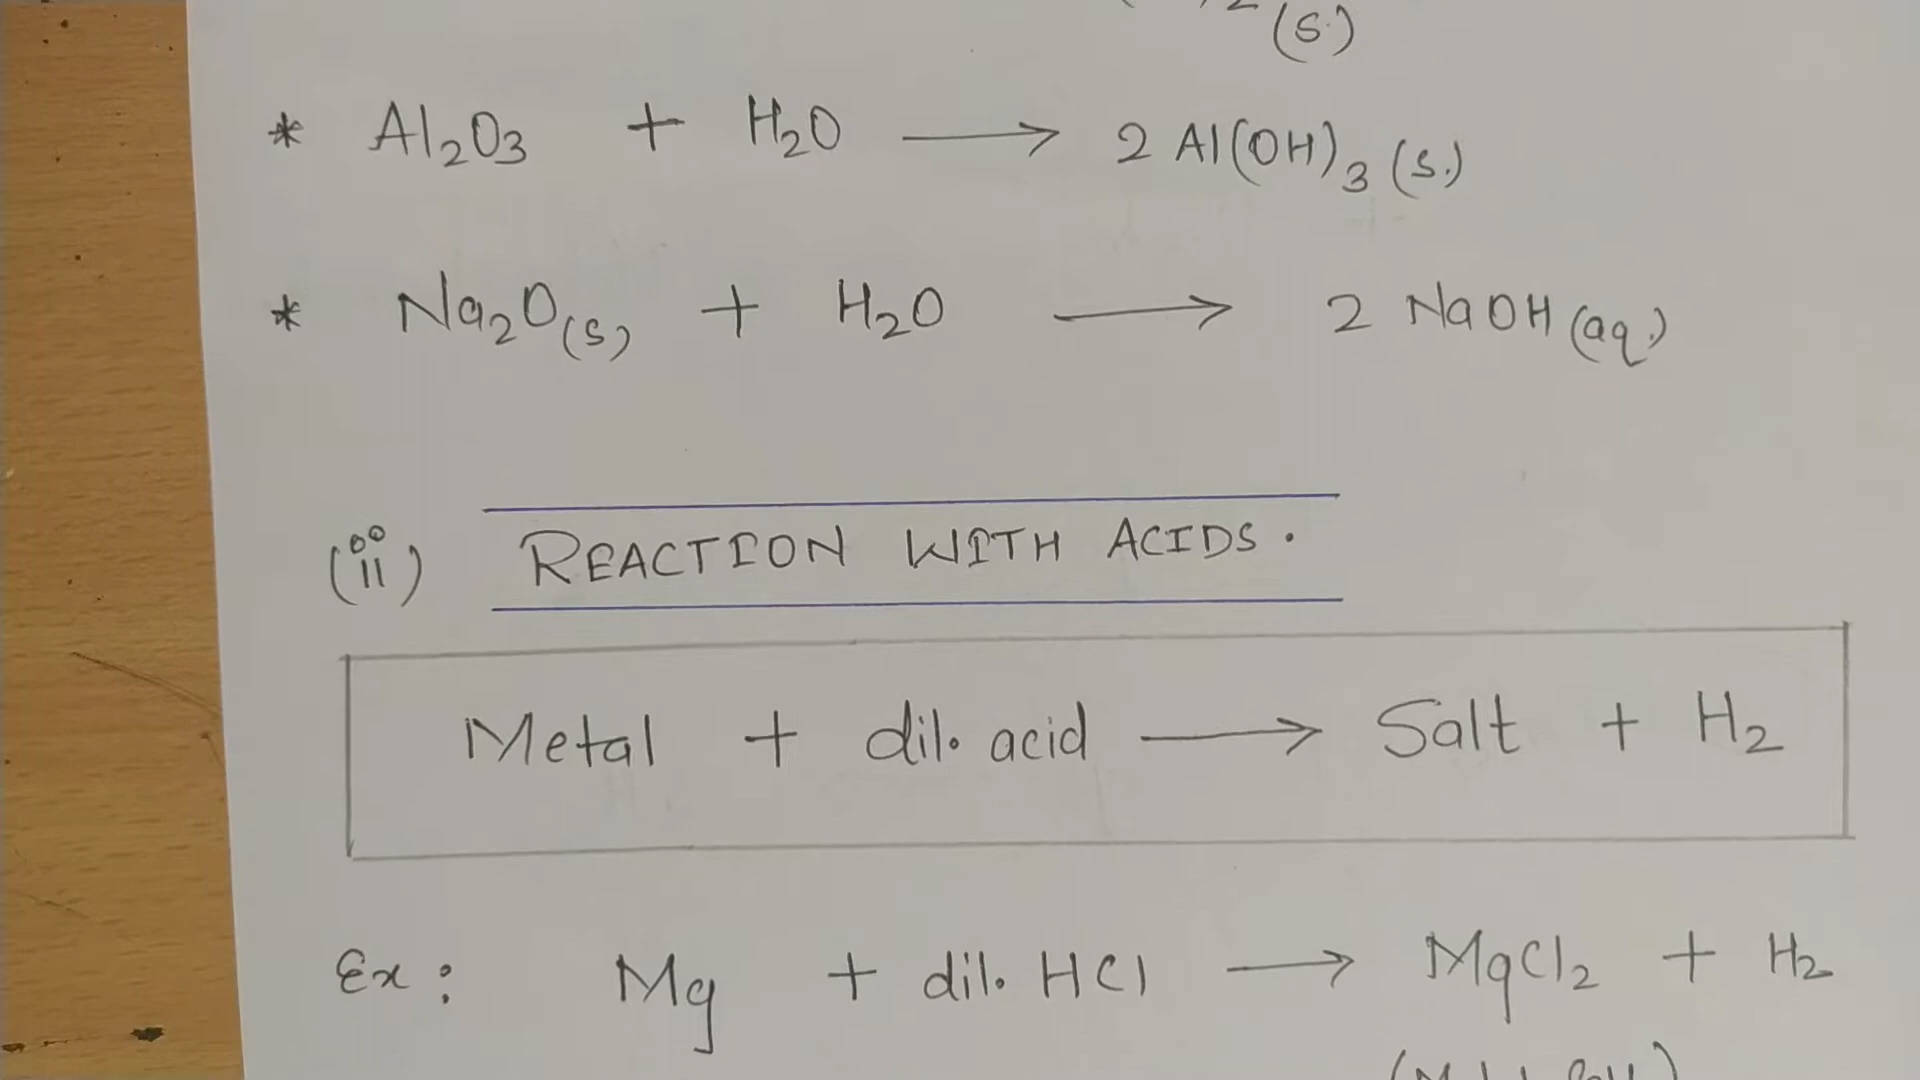 (s.)
* Al2O3 + H2O ⟶ 2 Al(OH)3 (s.)
* Na2O(s) + H2O ⟶ 2 NaOH(aq.)
(ii) REACTION WITH ACIDS.
Metal + dil. acid ⟶ Salt + H2
Ex: Mg + dil. HCl ⟶ MgCl2 + H2